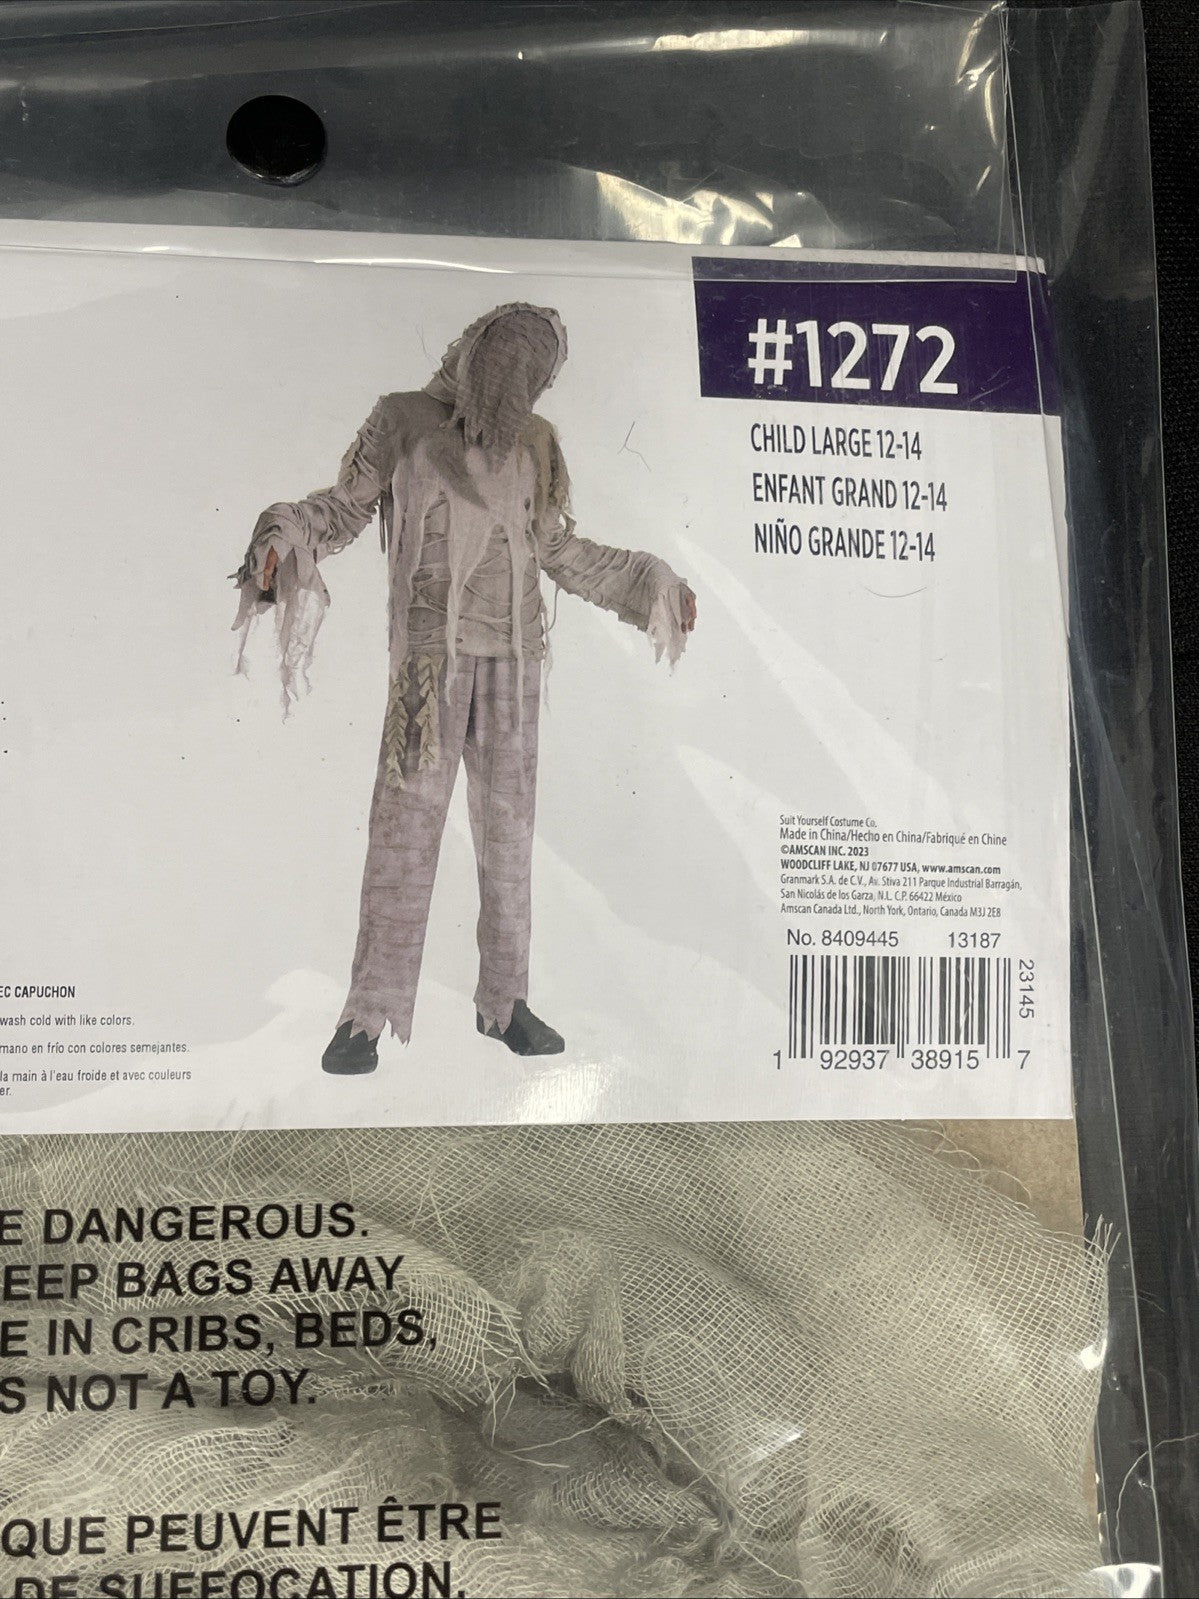 #1272
CHILD LARGE 12-14
ENFANT GRAND 12-14
NIÑO GRANDE 12-14
Suit Yourself Costume Co.
Made in China/Hecho en China/Fabriqué en Chine
©AMSCAN INC. 2023
WOODCLIFF LAKE, NJ 07677 USA, www.amscan.com
Granmark S.A. de C.V., Av. Stiva 211 Parque Industrial Barragán,
San Nicolás de los Garza, N.L. C.P. 66422 México
Amscan Canada Ltd., North York, Ontario, Canada M3J 2E8
No. 8409445 13187
23145
1 92937 38915 7
EC CAPUCHON
wash cold with like colors.
mano en frío con colores semejantes.
la main à l'eau froide et avec couleurs
er.
E DANGEROUS.
EEP BAGS AWAY
E IN CRIBS, BEDS,
S NOT A TOY.
QUE PEUVENT ÊTRE
DE SUFFOCATION.